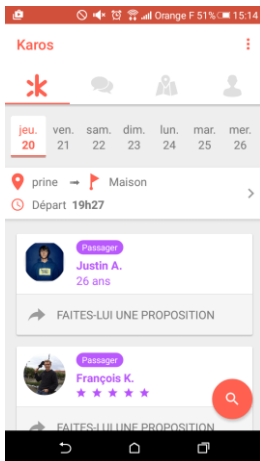 Orange F 51% 15:14
Karos
jeu. ven. sam. dim. lun. mar. mer.
20 21 22 23 24 25 26
prine → Maison
Départ 19h27
Passager
Justin A.
26 ans
FAITES-LUI UNE PROPOSITION
Passager
François K.
★ ★ ★ ★ ★
FAITES-LUI UNE PROPOSITION